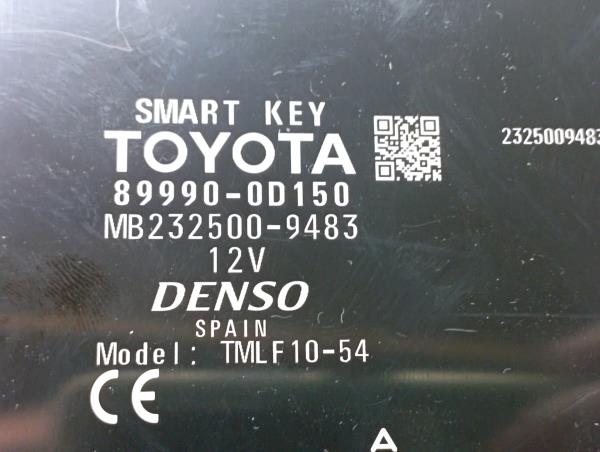 SMART KEY
TOYOTA
2325009483
89990-0D150
MB232500-9483
12V
DENSO
SPAIN
Model: TMLF10-54
CE
A